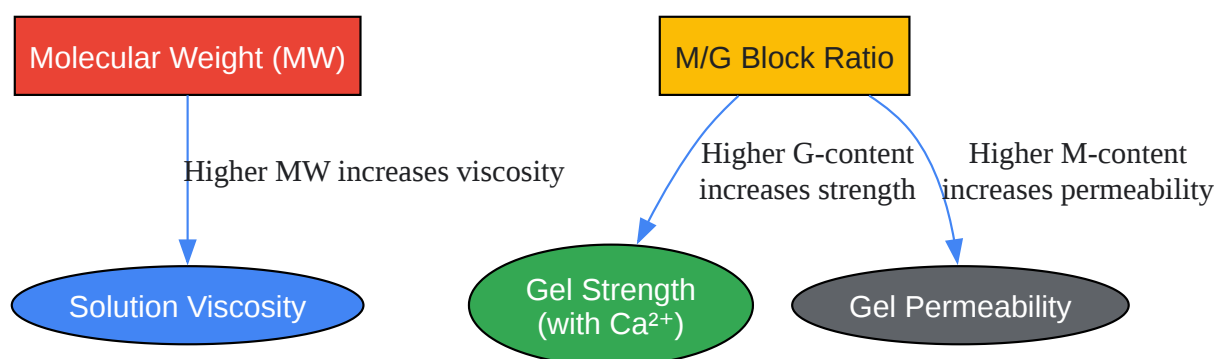 Molecular Weight (MW)
M/G Block Ratio
Higher MW increases viscosity
Higher G-content
increases strength
Higher M-content
increases permeability
Solution Viscosity
Gel Strength
(with Ca²⁺)
Gel Permeability